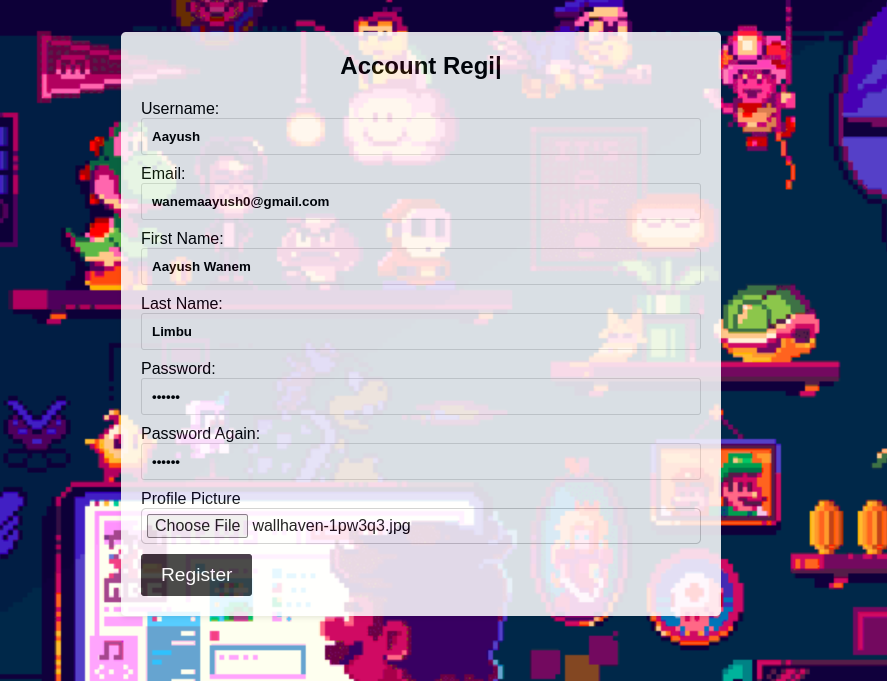 Account Regi|
Username:
Aayush
Email:
wanemaayush0@gmail.com
First Name:
Aayush Wanem
Last Name:
Limbu
Password:
••••••
Password Again:
••••••
Profile Picture
Choose File wallhaven-1pw3q3.jpg
Register